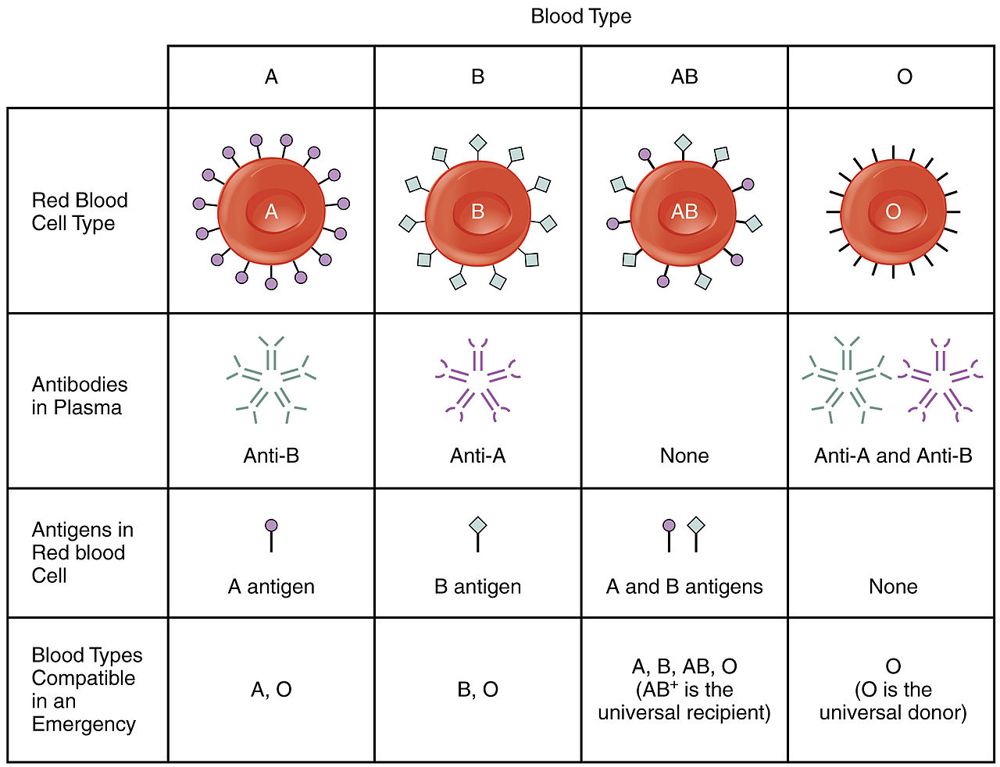 Blood Type
A
B
AB
O
Red Blood
Cell Type
A
B
AB
O
Antibodies
in Plasma
Anti-B
Anti-A
None
Anti-A and Anti-B
Antigens in
Red blood
Cell
A antigen
B antigen
A and B antigens
None
Blood Types
Compatible
in an
Emergency
A, O
B, O
A, B, AB, O
(AB⁺ is the
universal recipient)
O
(O is the
universal donor)